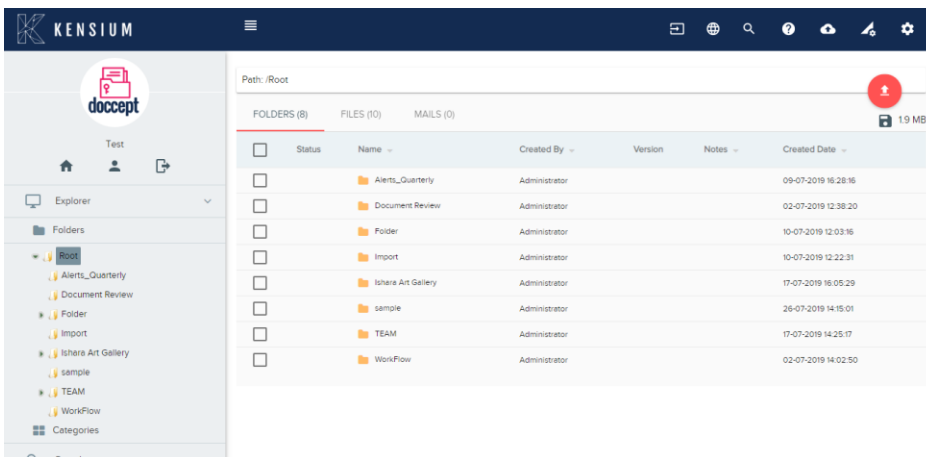 KENSIUM
doccept
Test
Explorer
Folders
Root
Alerts_Quarterly
Document Review
Folder
Import
Ishara Art Gallery
sample
TEAM
WorkFlow
Categories
Path: /Root
FOLDERS (8) FILES (10) MAILS (0)
1.9 MB
Status Name Created By Version Notes Created Date
Alerts_Quarterly Administrator 09-07-2019 16:28:16
Document Review Administrator 02-07-2019 12:38:20
Folder Administrator 10-07-2019 12:03:16
Import Administrator 10-07-2019 12:22:31
Ishara Art Gallery Administrator 17-07-2019 16:05:29
sample Administrator 26-07-2019 14:15:01
TEAM Administrator 17-07-2019 14:25:17
WorkFlow Administrator 02-07-2019 14:02:50